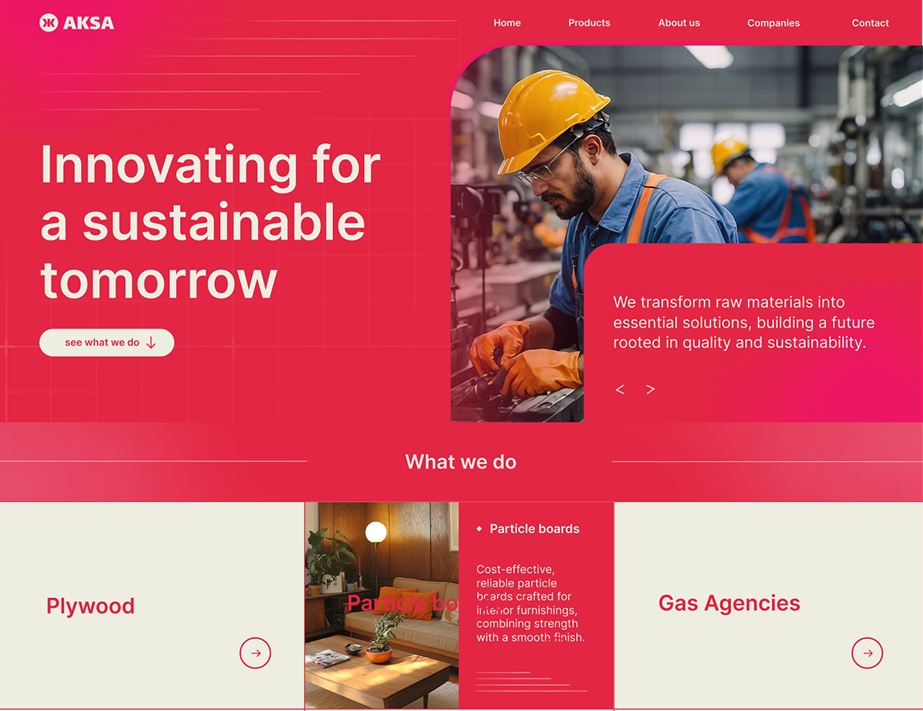 AKSA
Home Products About us Companies Contact
Innovating for
a sustainable
tomorrow
see what we do
We transform raw materials into
essential solutions, building a future
rooted in quality and sustainability.
What we do
Plywood
Particle bo
Particle boards
Cost-effective,
reliable particle
boards crafted for
interior furnishings,
combining strength
with a smooth finish.
Gas Agencies